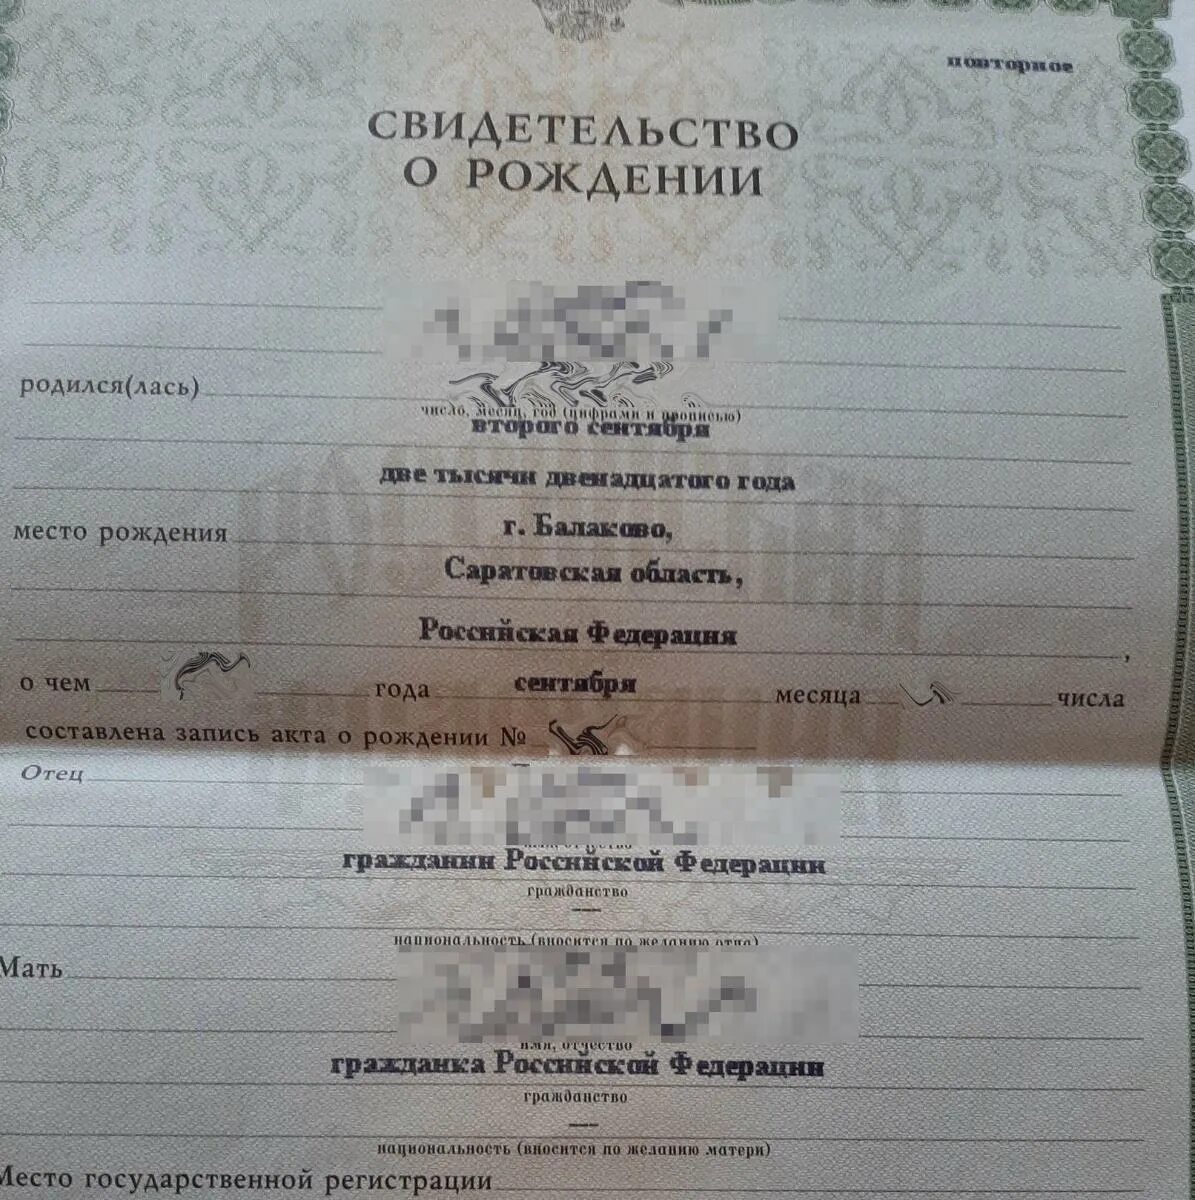 повторное
СВИДЕТЕЛЬСТВО
О РОЖДЕНИИ
родился(лась)
число, месяц, год (цифрами и прописью)
второго сентября
две тысячи двенадцатого года
место рождения г. Балаково,
Саратовская область,
Российская Федерация,
о чем года сентября месяца числа
составлена запись акта о рождении №
Отец
имя, отчество
гражданин Российской Федерации
гражданство
—
национальность (вносится по желанию отца)
Мать
имя, отчество
гражданка Российской Федерации
гражданство
—
национальность (вносится по желанию матери)
Место государственной регистрации